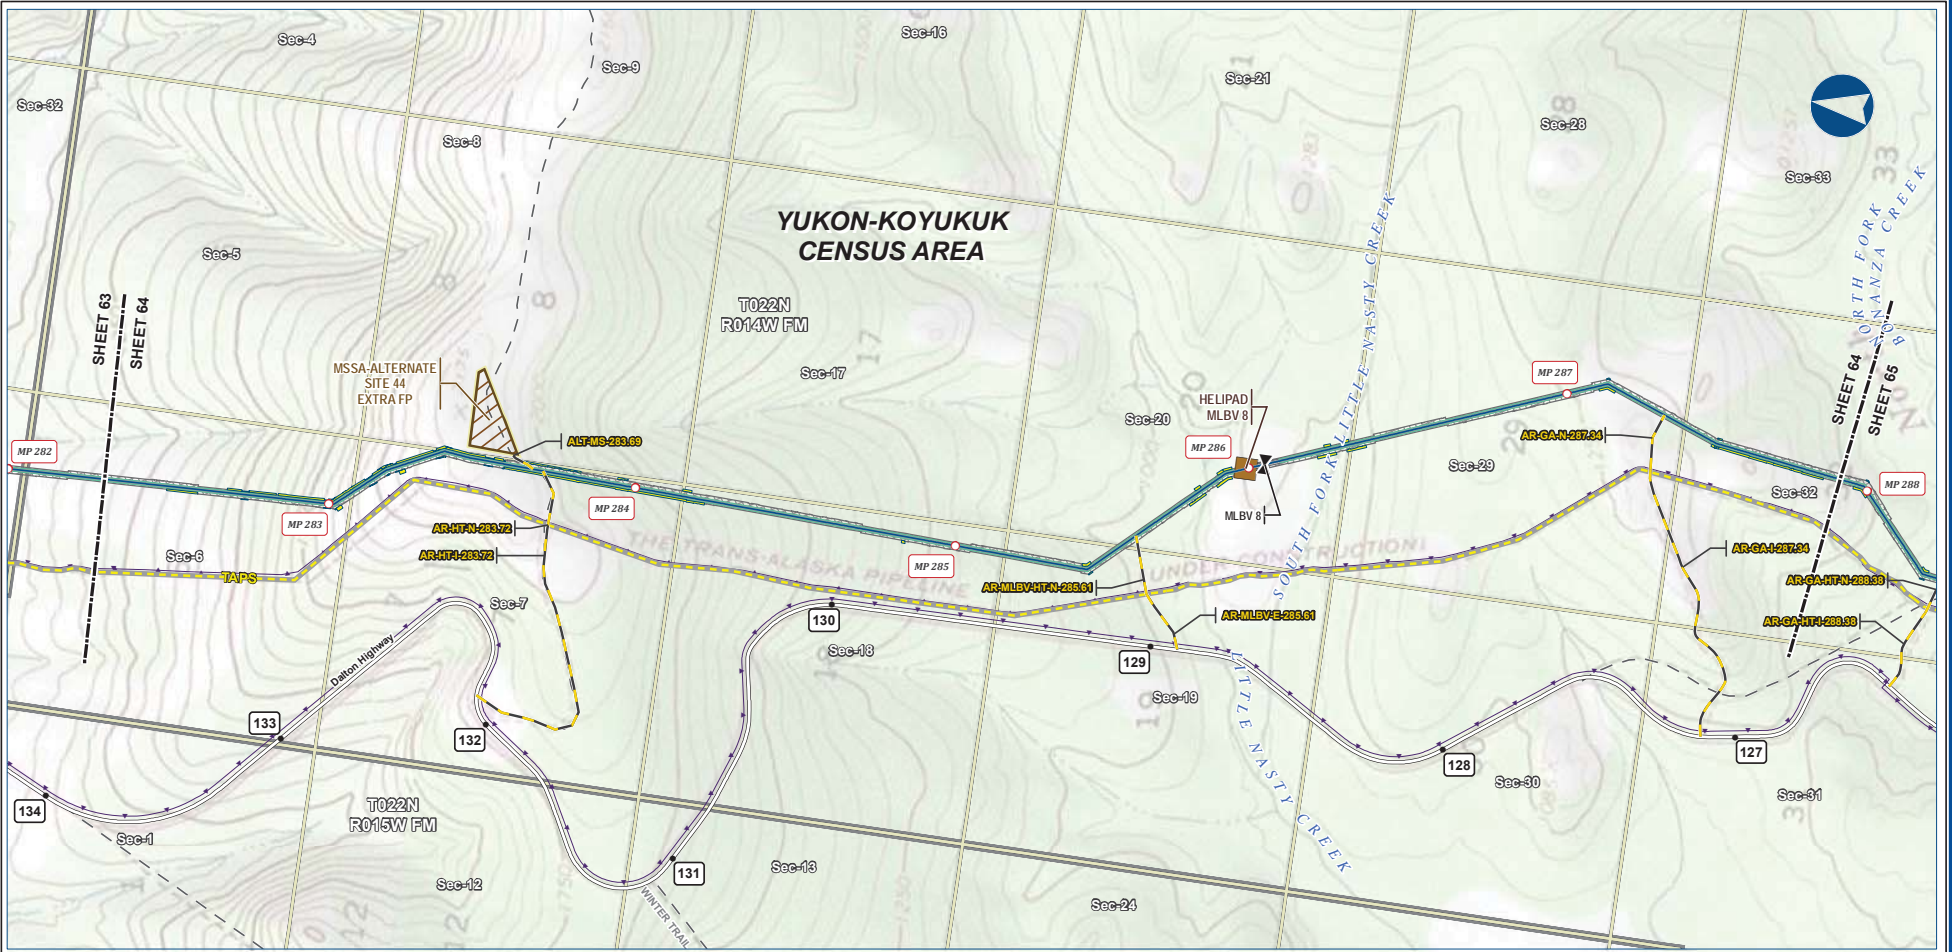 Sec-4
Sec-16
Sec-9
Sec-21
Sec-32
Sec-28
Sec-8
Sec-33
33
YUKON-KOYUKUK
CENSUS AREA
NORTH FORK
BONANZA CREEK
Sec-5
SHEET 63
SHEET 64
T022N
R014W FM
SOUTH FORK LITTLE NASTY CREEK
MSSA-ALTERNATE
SITE 44
EXTRA FP
Sec-17
17
MP 287
HELIPAD
MLBV 8
Sec-20
20
SHEET 64
SHEET 65
ALT-MS-283.69
AR-GA-N-287.34
29
MP 282
MP 286
Sec-29
MP 288
Sec-32
MP 283
MP 284
MLBV 8
AR-HT-N-283.72
AR-HT-I-283.72
Sec-6
TAPS
THE TRANS-ALASKA PIPELINE
UNDER CONSTRUCTION
MP 285
AR-MLBV-HT-N-285.61
AR-GA-I-287.34
AR-GA-HT-N-288.38
AR-MLBV-E-285.61
AR-GA-HT-I-288.38
Sec-7
130
Dalton Highway
Sec-18
129
Sec-19
19
LITTLE NASTY CREEK
133
132
128
127
Sec-30
Sec-31
134
T022N
R015W FM
Sec-1
131
Sec-13
Sec-12
12
WINTER TRAIL
Sec-24